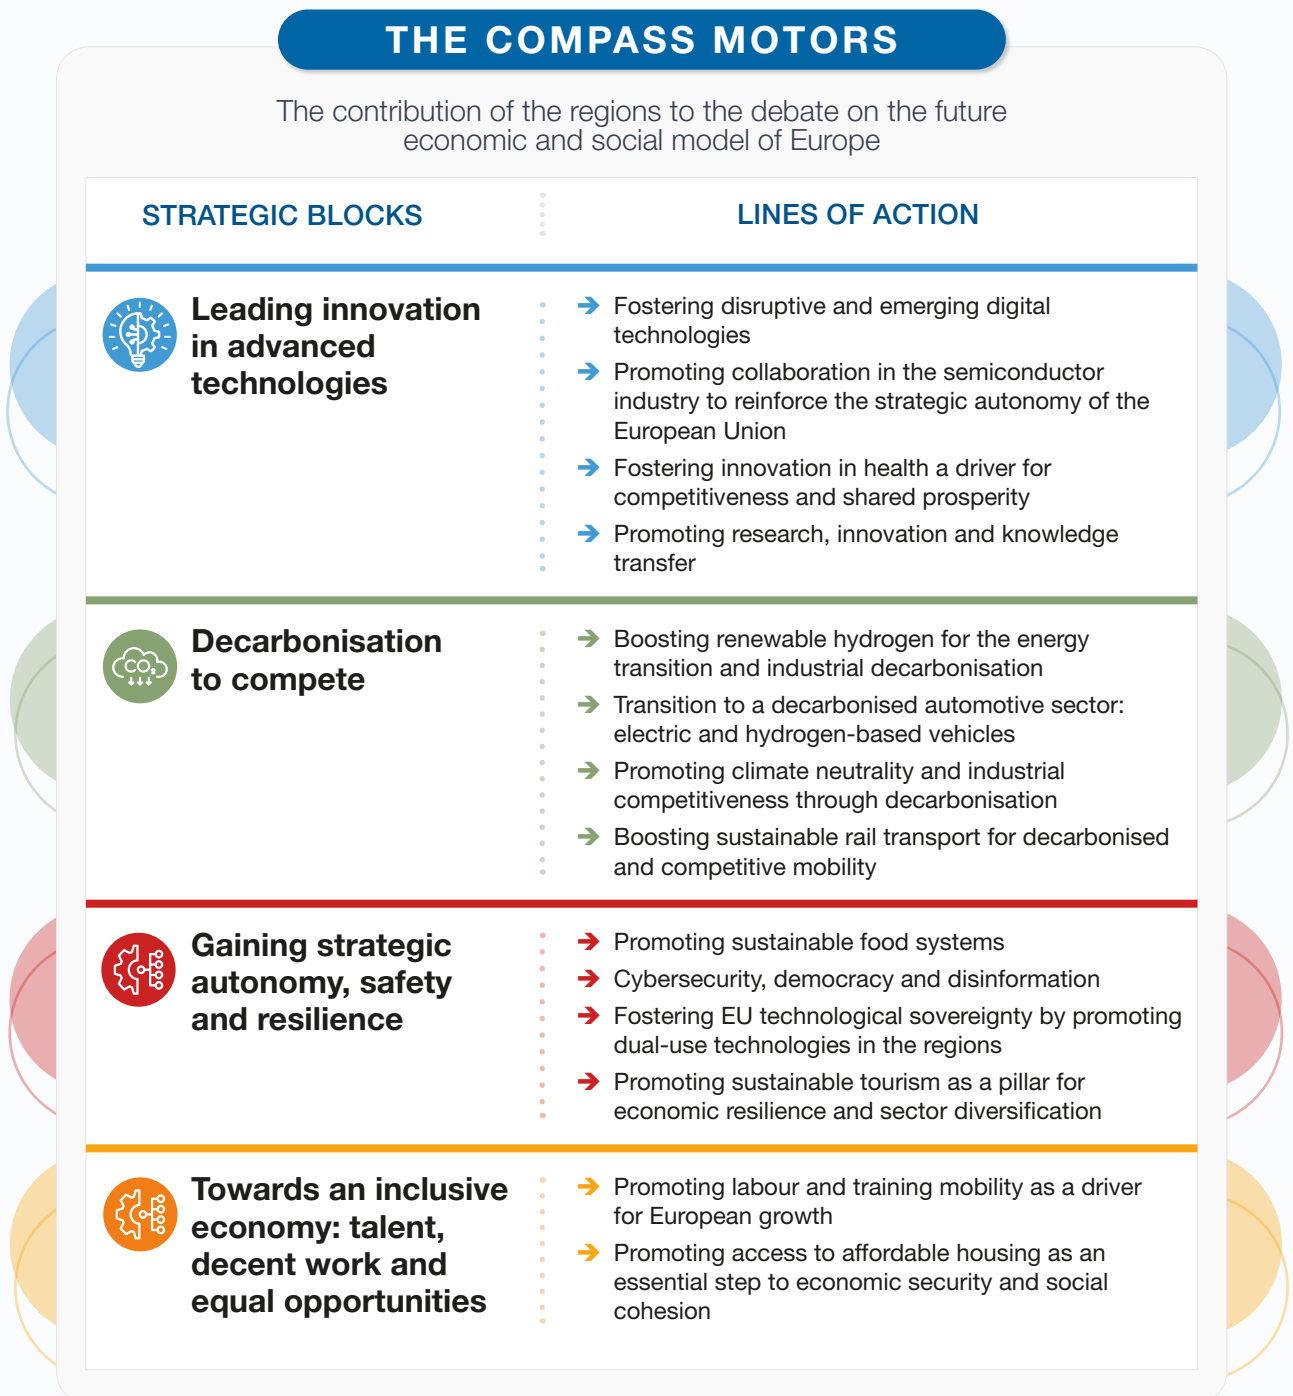 THE COMPASS MOTORS
The contribution of the regions to the debate on the future
economic and social model of Europe
STRATEGIC BLOCKS
LINES OF ACTION
Leading innovation
in advanced
technologies
Fostering disruptive and emerging digital
technologies
Promoting collaboration in the semiconductor
industry to reinforce the strategic autonomy of the
European Union
Fostering innovation in health a driver for
competitiveness and shared prosperity
Promoting research, innovation and knowledge
transfer
CO₂
Decarbonisation
to compete
Boosting renewable hydrogen for the energy
transition and industrial decarbonisation
Transition to a decarbonised automotive sector:
electric and hydrogen-based vehicles
Promoting climate neutrality and industrial
competitiveness through decarbonisation
Boosting sustainable rail transport for decarbonised
and competitive mobility
Gaining strategic
autonomy, safety
and resilience
Promoting sustainable food systems
Cybersecurity, democracy and disinformation
Fostering EU technological sovereignty by promoting
dual-use technologies in the regions
Promoting sustainable tourism as a pillar for
economic resilience and sector diversification
Towards an inclusive
economy: talent,
decent work and
equal opportunities
Promoting labour and training mobility as a driver
for European growth
Promoting access to affordable housing as an
essential step to economic security and social
cohesion